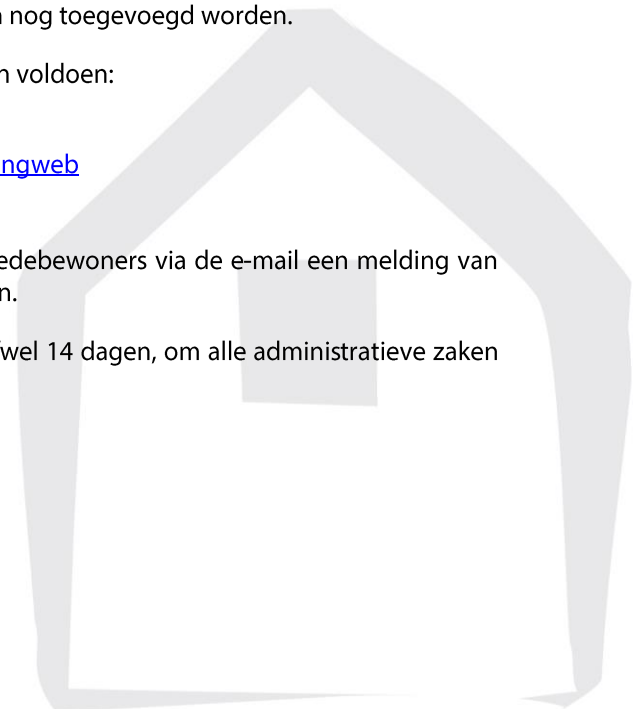 nog toegevoegd worden.
voldoen:
ngweb
edebewoners via de e-mail een melding van
n.
wel 14 dagen, om alle administratieve zaken